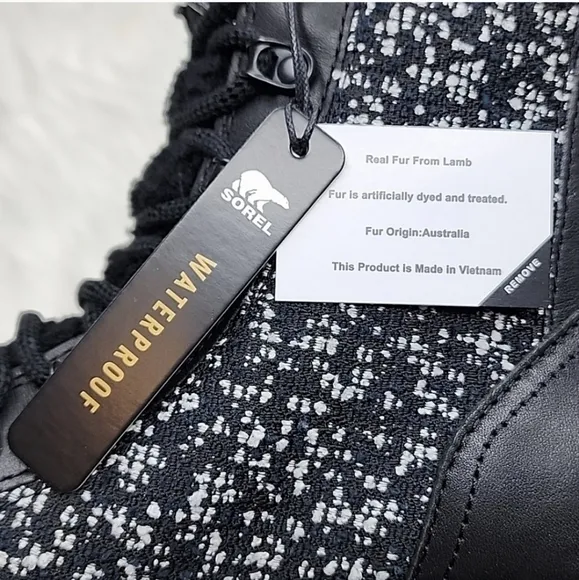 SOREL
WATERPROOF
Real Fur From Lamb
Fur is artificially dyed and treated.
Fur Origin:Australia
This Product is Made in Vietnam
REMOVE